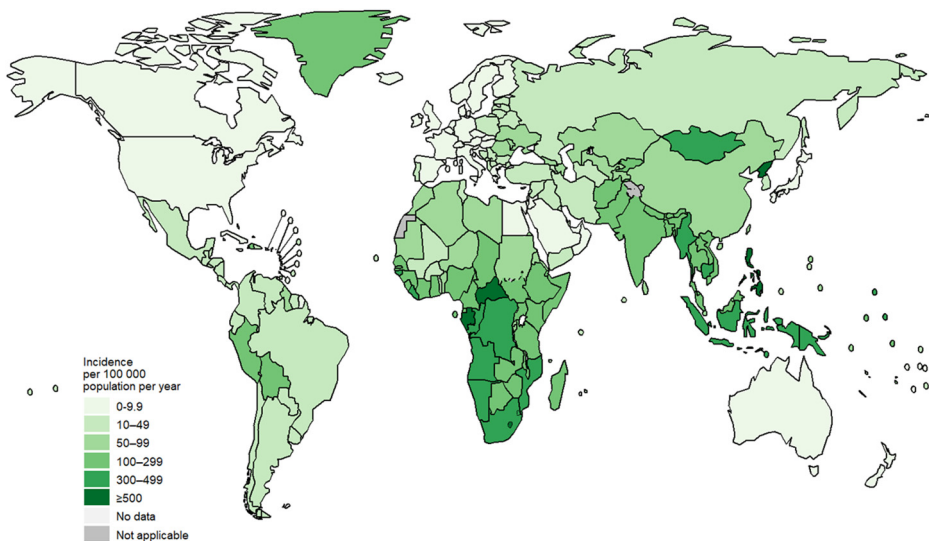 Incidence
per 100 000
population per year
0-9.9
10–49
50–99
100–299
300–499
≥500
No data
Not applicable